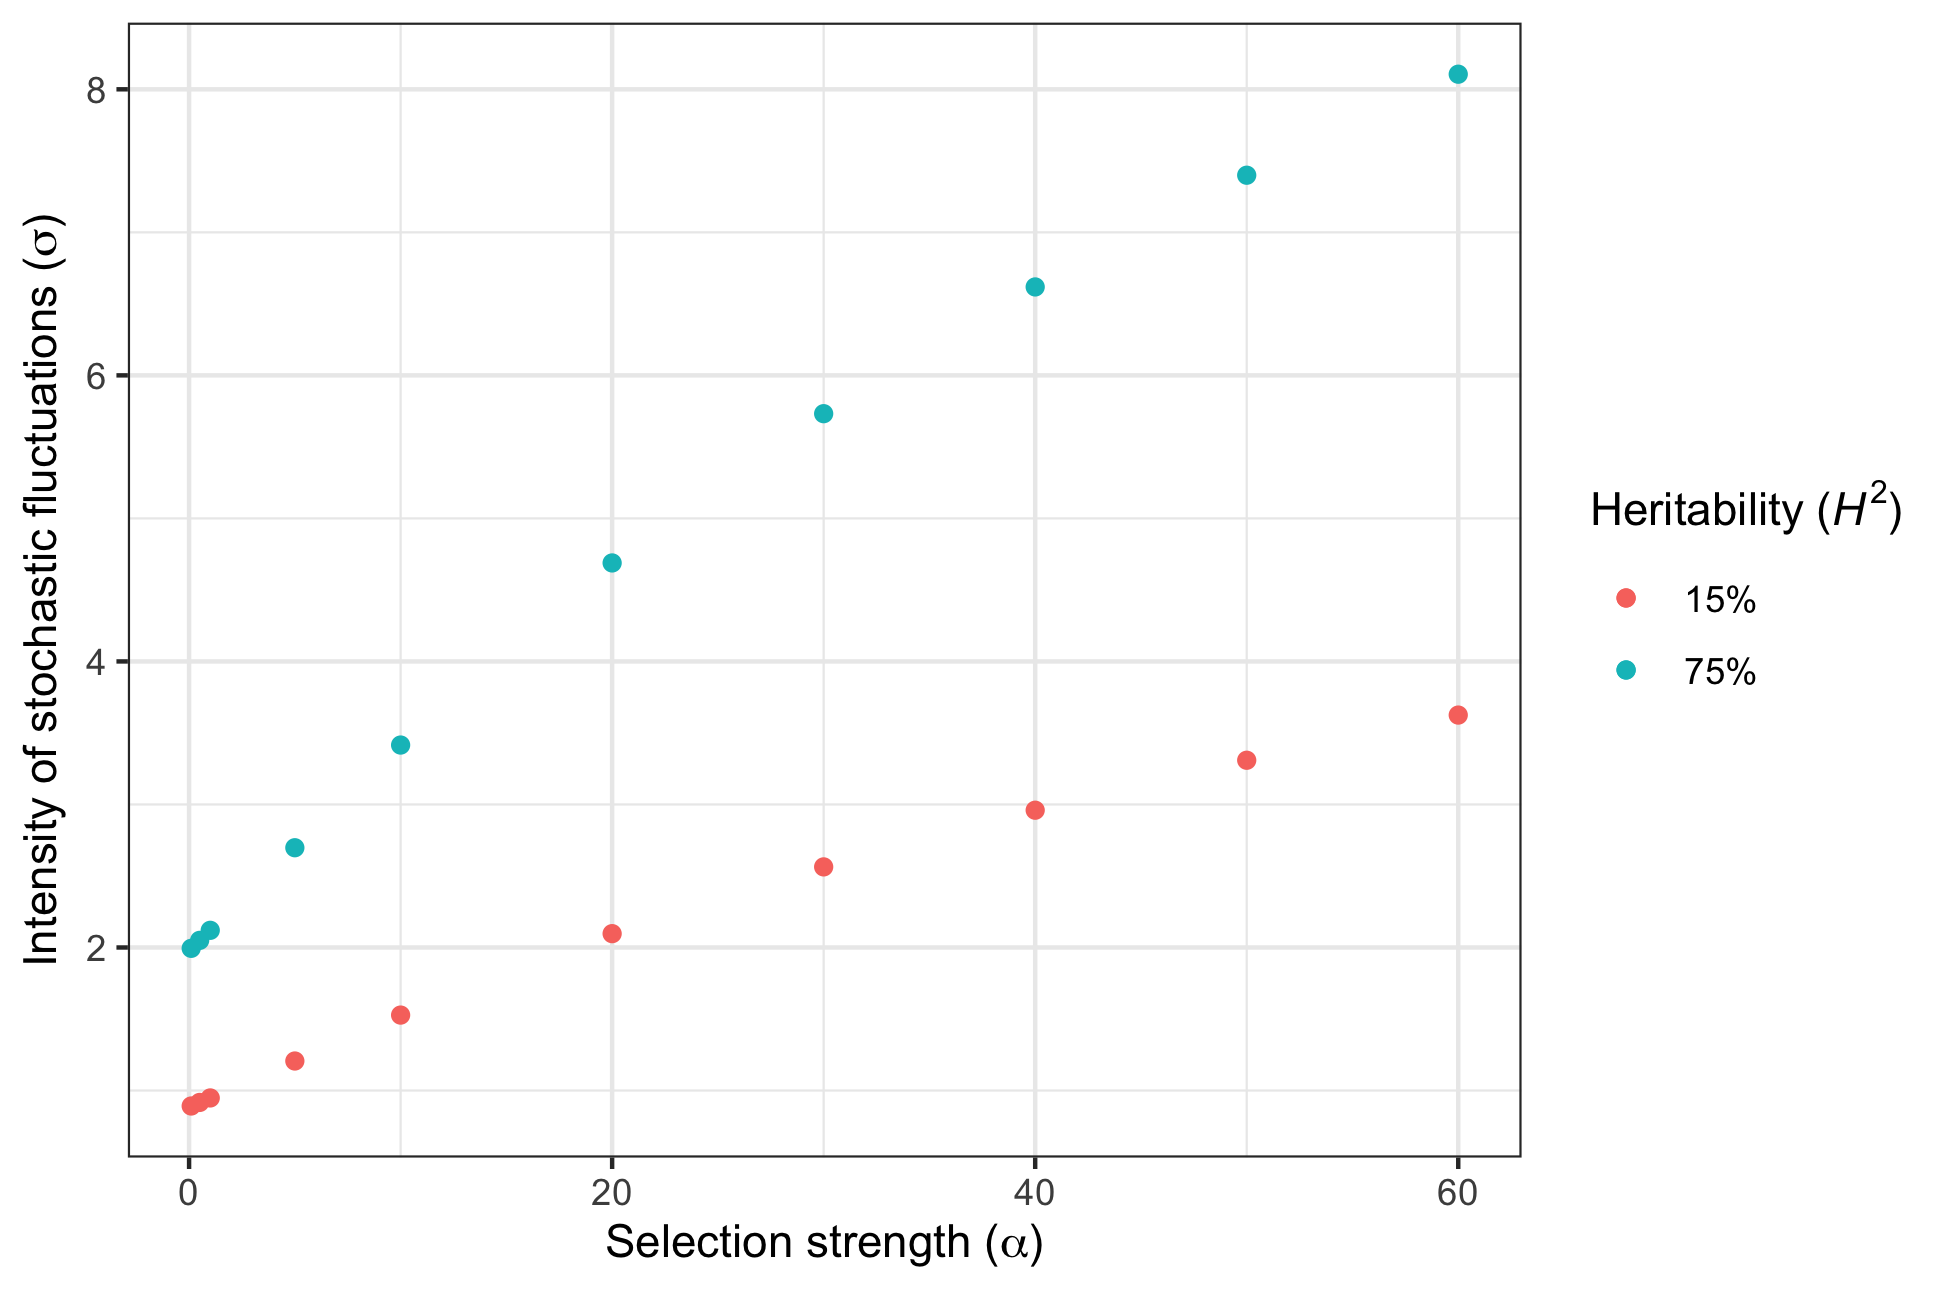 Intensity of stochastic fluctuations (σ)
8
6
4
2
0 20 40 60
Selection strength (α)
Heritability (H²)
15%
75%